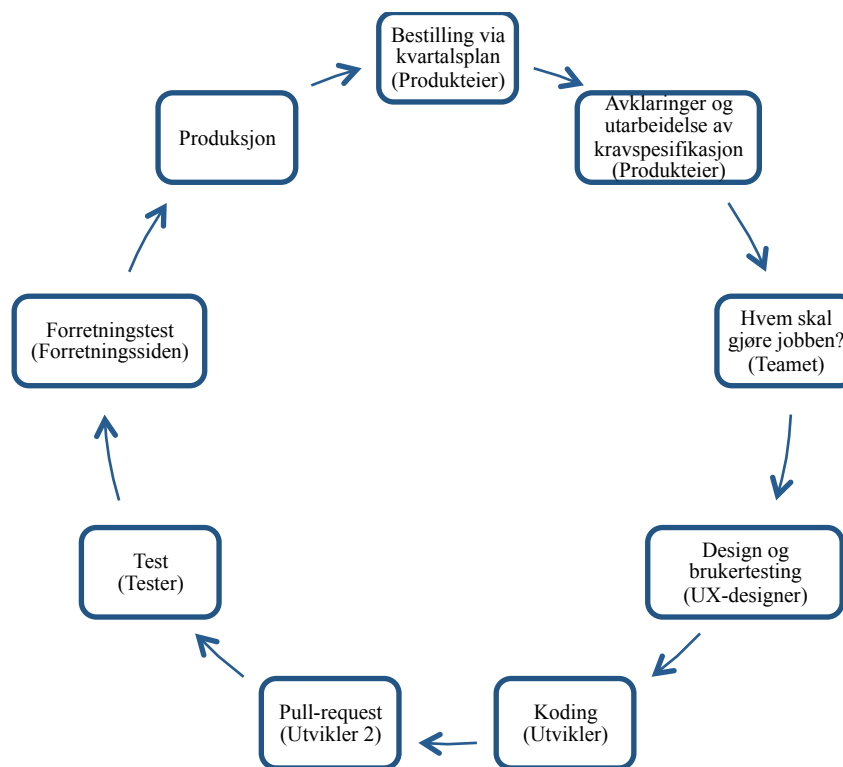 Bestilling via
kvartalsplan
(Produkteier)
Avklaringer og
utarbeidelse av
kravspesifikasjon
(Produkteier)
Hvem skal
gjøre jobben?
(Teamet)
Design og
brukertesting
(UX-designer)
Koding
(Utvikler)
Pull-request
(Utvikler 2)
Test
(Tester)
Forretningstest
(Forretningssiden)
Produksjon